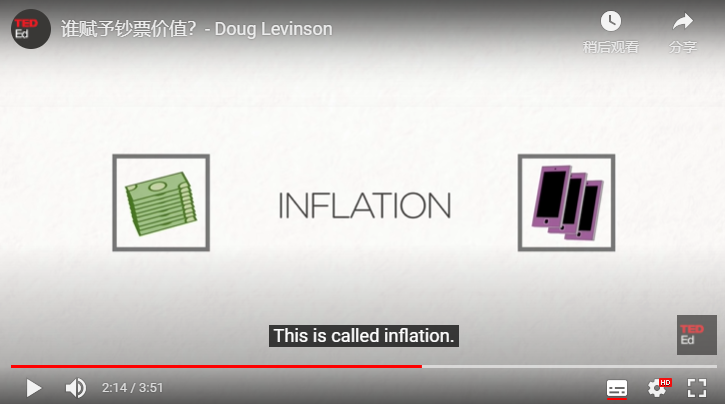 TED
Ed
谁赋予钞票价值？- Doug Levinson
稍后观看
分享
INFLATION
This is called inflation.
TED
Ed
2:14 / 3:51
HD